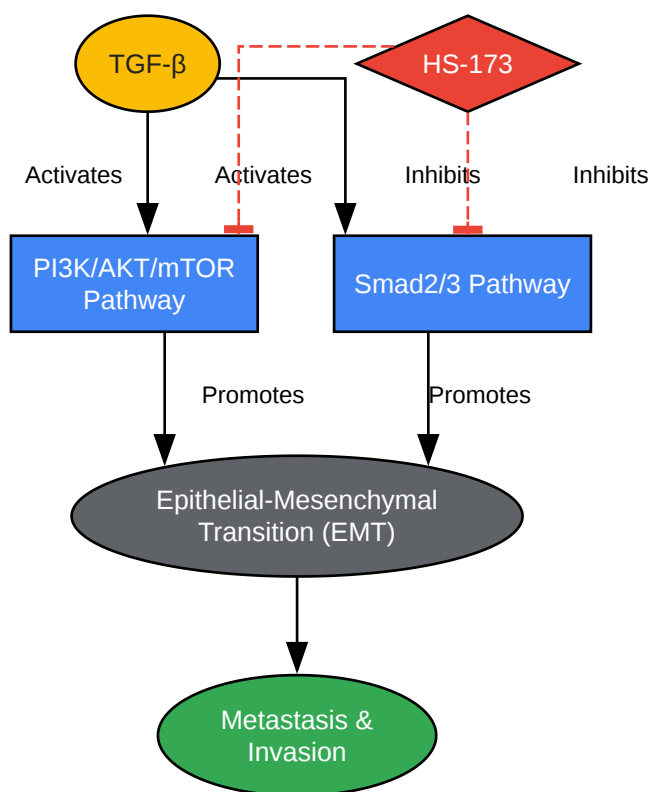 TGF-β
HS-173
Activates
Activates
Inhibits
Inhibits
PI3K/AKT/mTOR
Pathway
Smad2/3 Pathway
Promotes
Promotes
Epithelial-Mesenchymal
Transition (EMT)
Metastasis &
Invasion